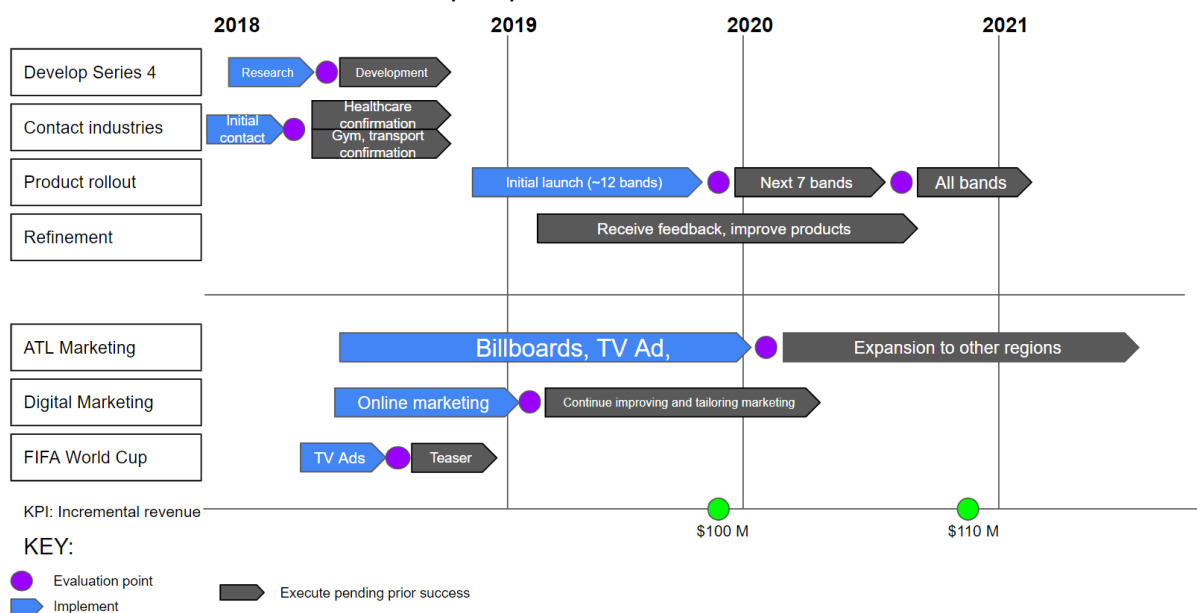 2018 2019 2020 2021
Develop Series 4 Research Development
Contact industries Initial
contact Healthcare
confirmation
Gym, transport
confirmation
Product rollout Initial launch (~12 bands) Next 7 bands All bands
Refinement Receive feedback, improve products
ATL Marketing Billboards, TV Ad, Expansion to other regions
Digital Marketing Online marketing Continue improving and tailoring marketing
FIFA World Cup TV Ads Teaser
KPI: Incremental revenue
$100 M $110 M
KEY:
Evaluation point
Execute pending prior success
Implement